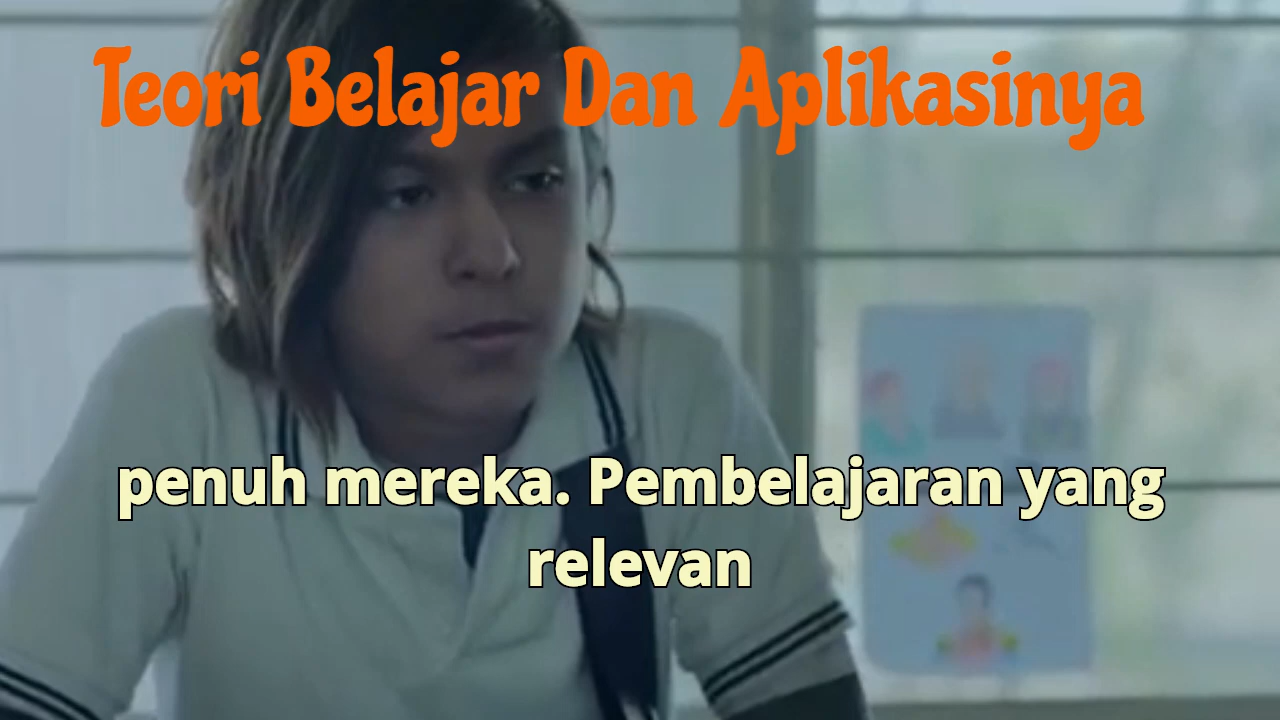 Teori Belajar Dan Aplikasinya
penuh mereka. Pembelajaran yang
relevan